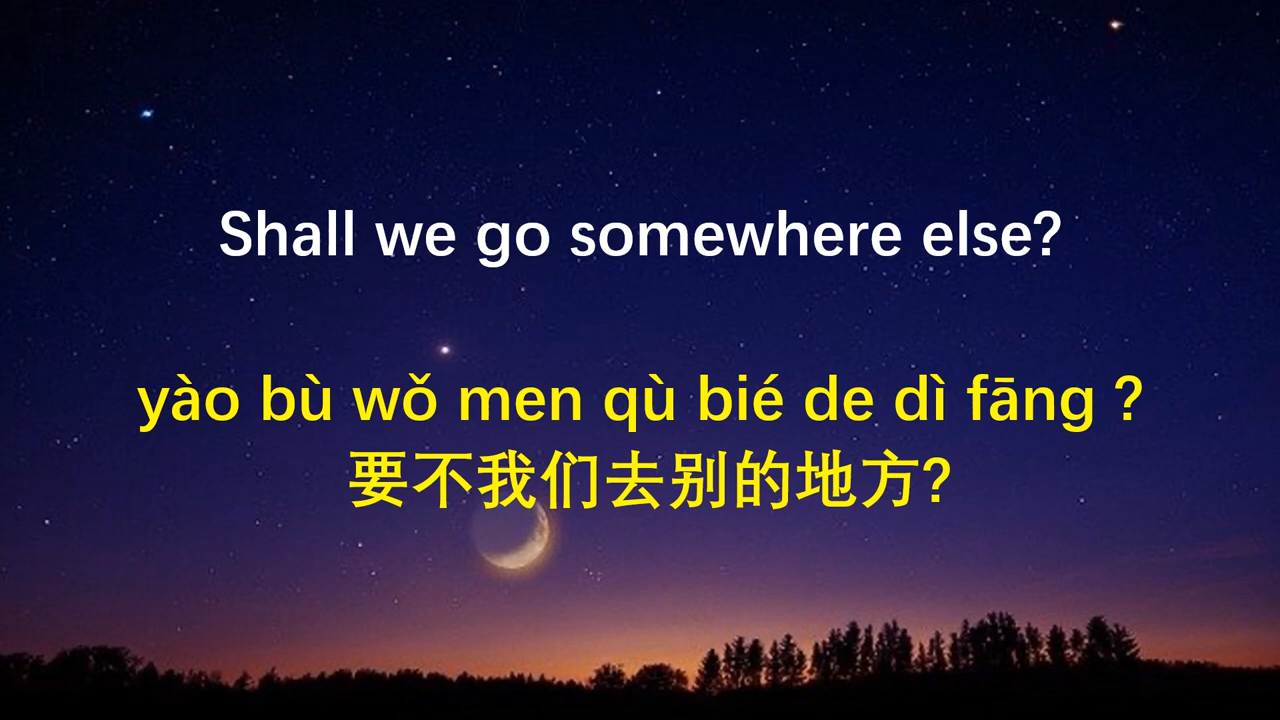 Shall we go somewhere else?
yào bù wǒ men qù bié de dì fāng ?
要不我们去别的地方?